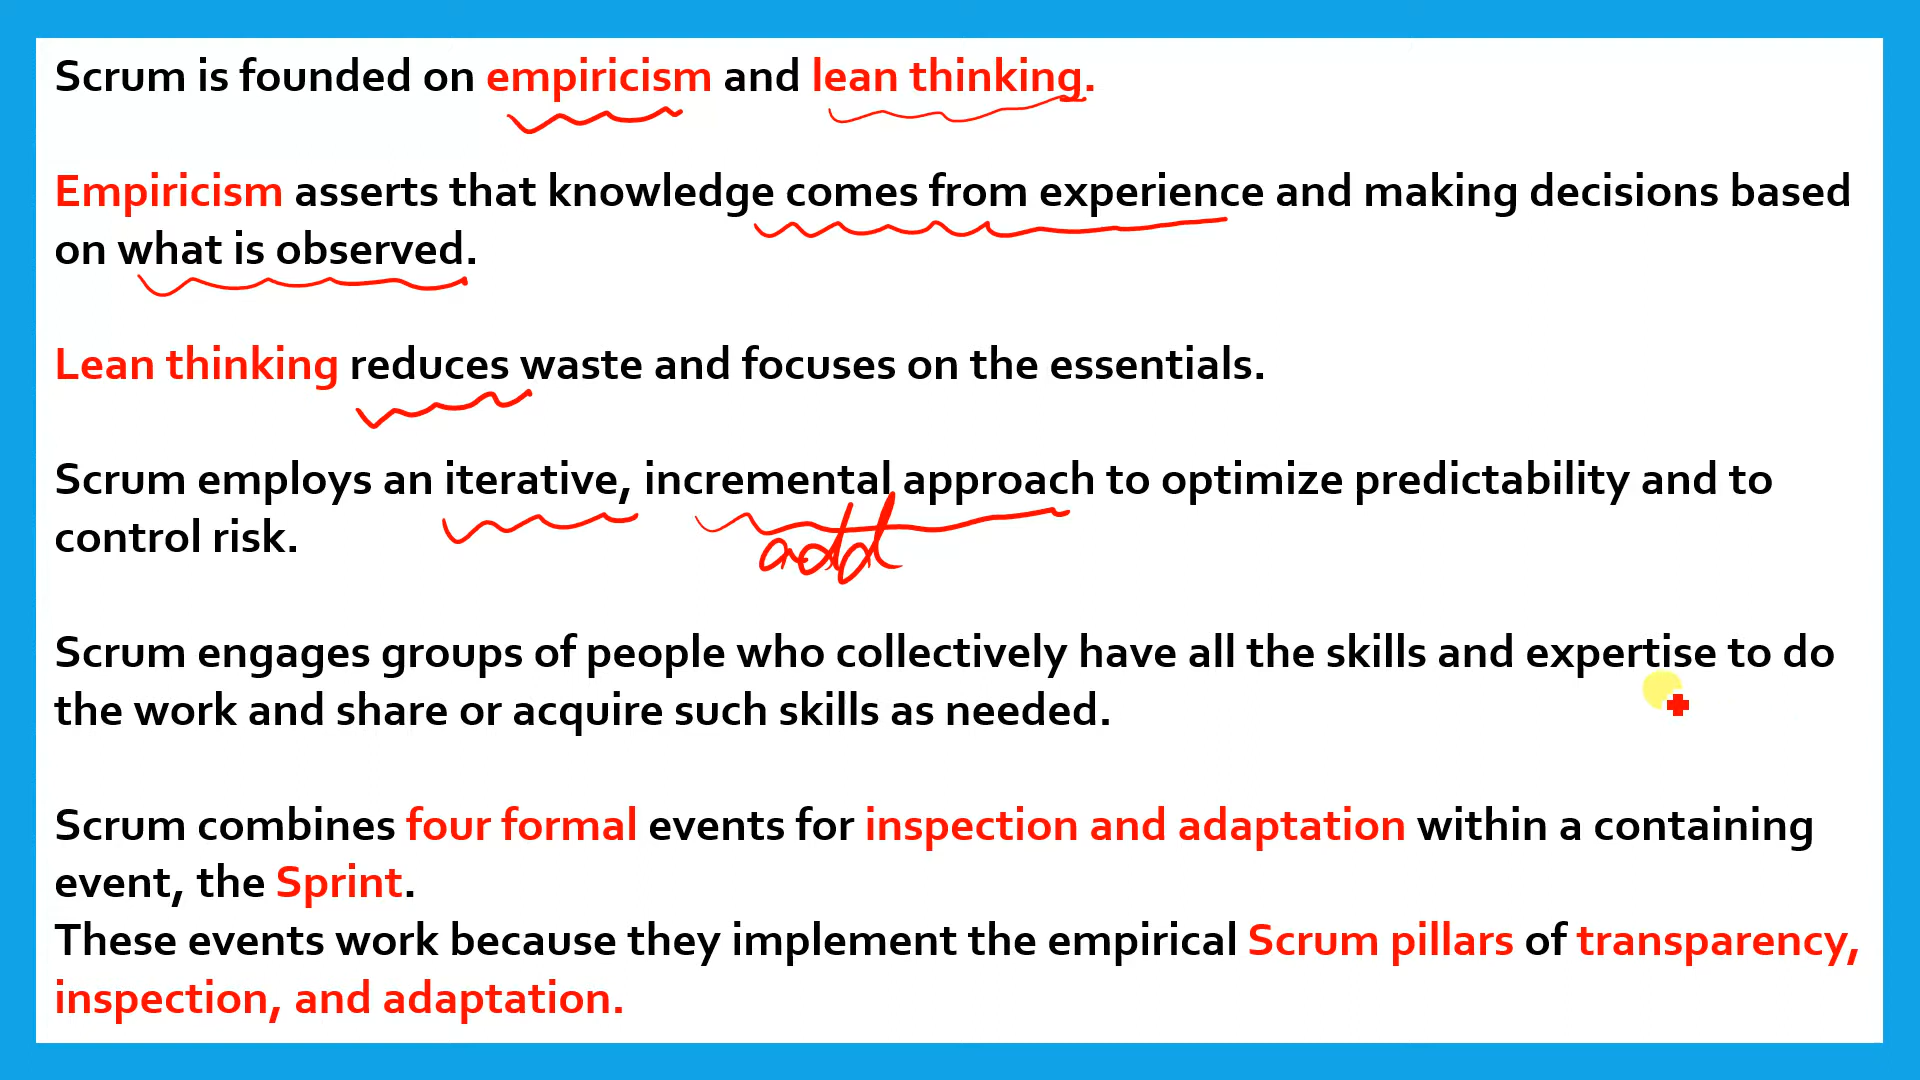 Scrum is founded on empiricism and lean thinking.
Empiricism asserts that knowledge comes from experience and making decisions based
on what is observed.
Lean thinking reduces waste and focuses on the essentials.
Scrum employs an iterative, incremental approach to optimize predictability and to
control risk.
add
Scrum engages groups of people who collectively have all the skills and expertise to do
the work and share or acquire such skills as needed.
Scrum combines four formal events for inspection and adaptation within a containing
event, the Sprint.
These events work because they implement the empirical Scrum pillars of transparency,
inspection, and adaptation.